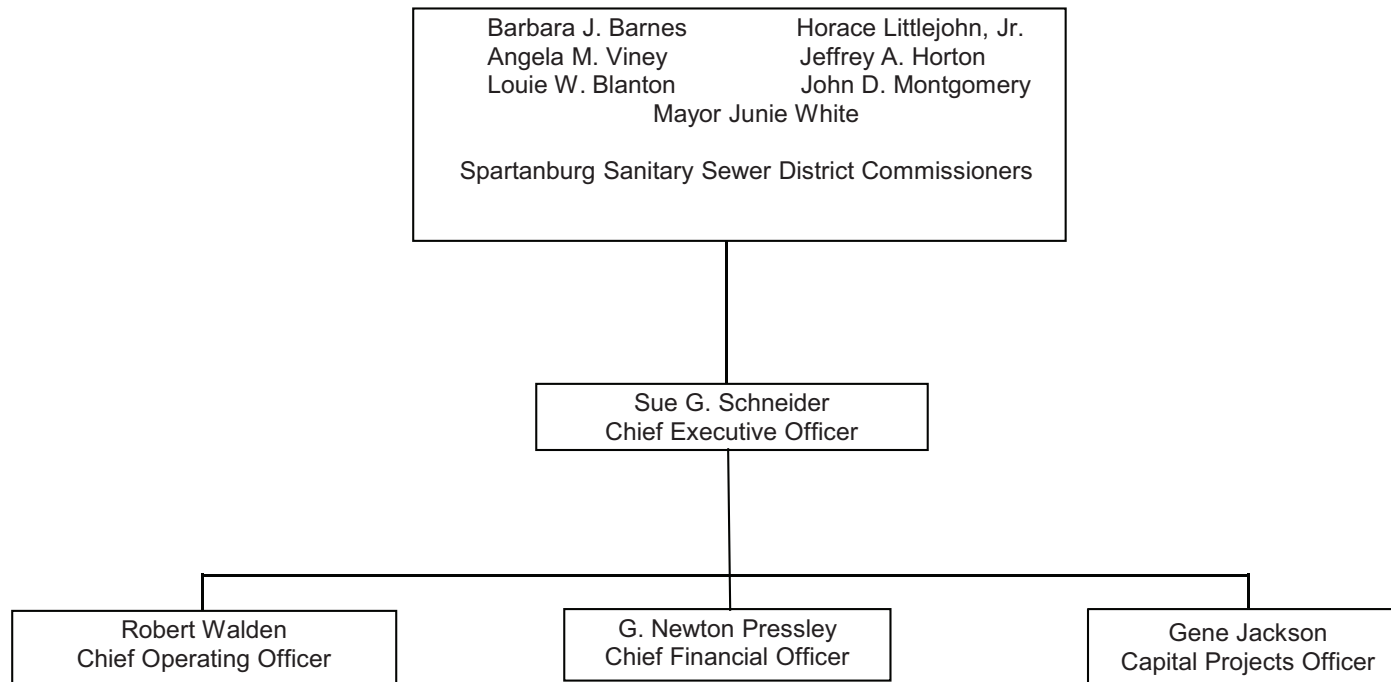 Barbara J. Barnes Horace Littlejohn, Jr.
Angela M. Viney Jeffrey A. Horton
Louie W. Blanton John D. Montgomery
Mayor Junie White
Spartanburg Sanitary Sewer District Commissioners
Sue G. Schneider
Chief Executive Officer
Robert Walden
Chief Operating Officer
G. Newton Pressley
Chief Financial Officer
Gene Jackson
Capital Projects Officer